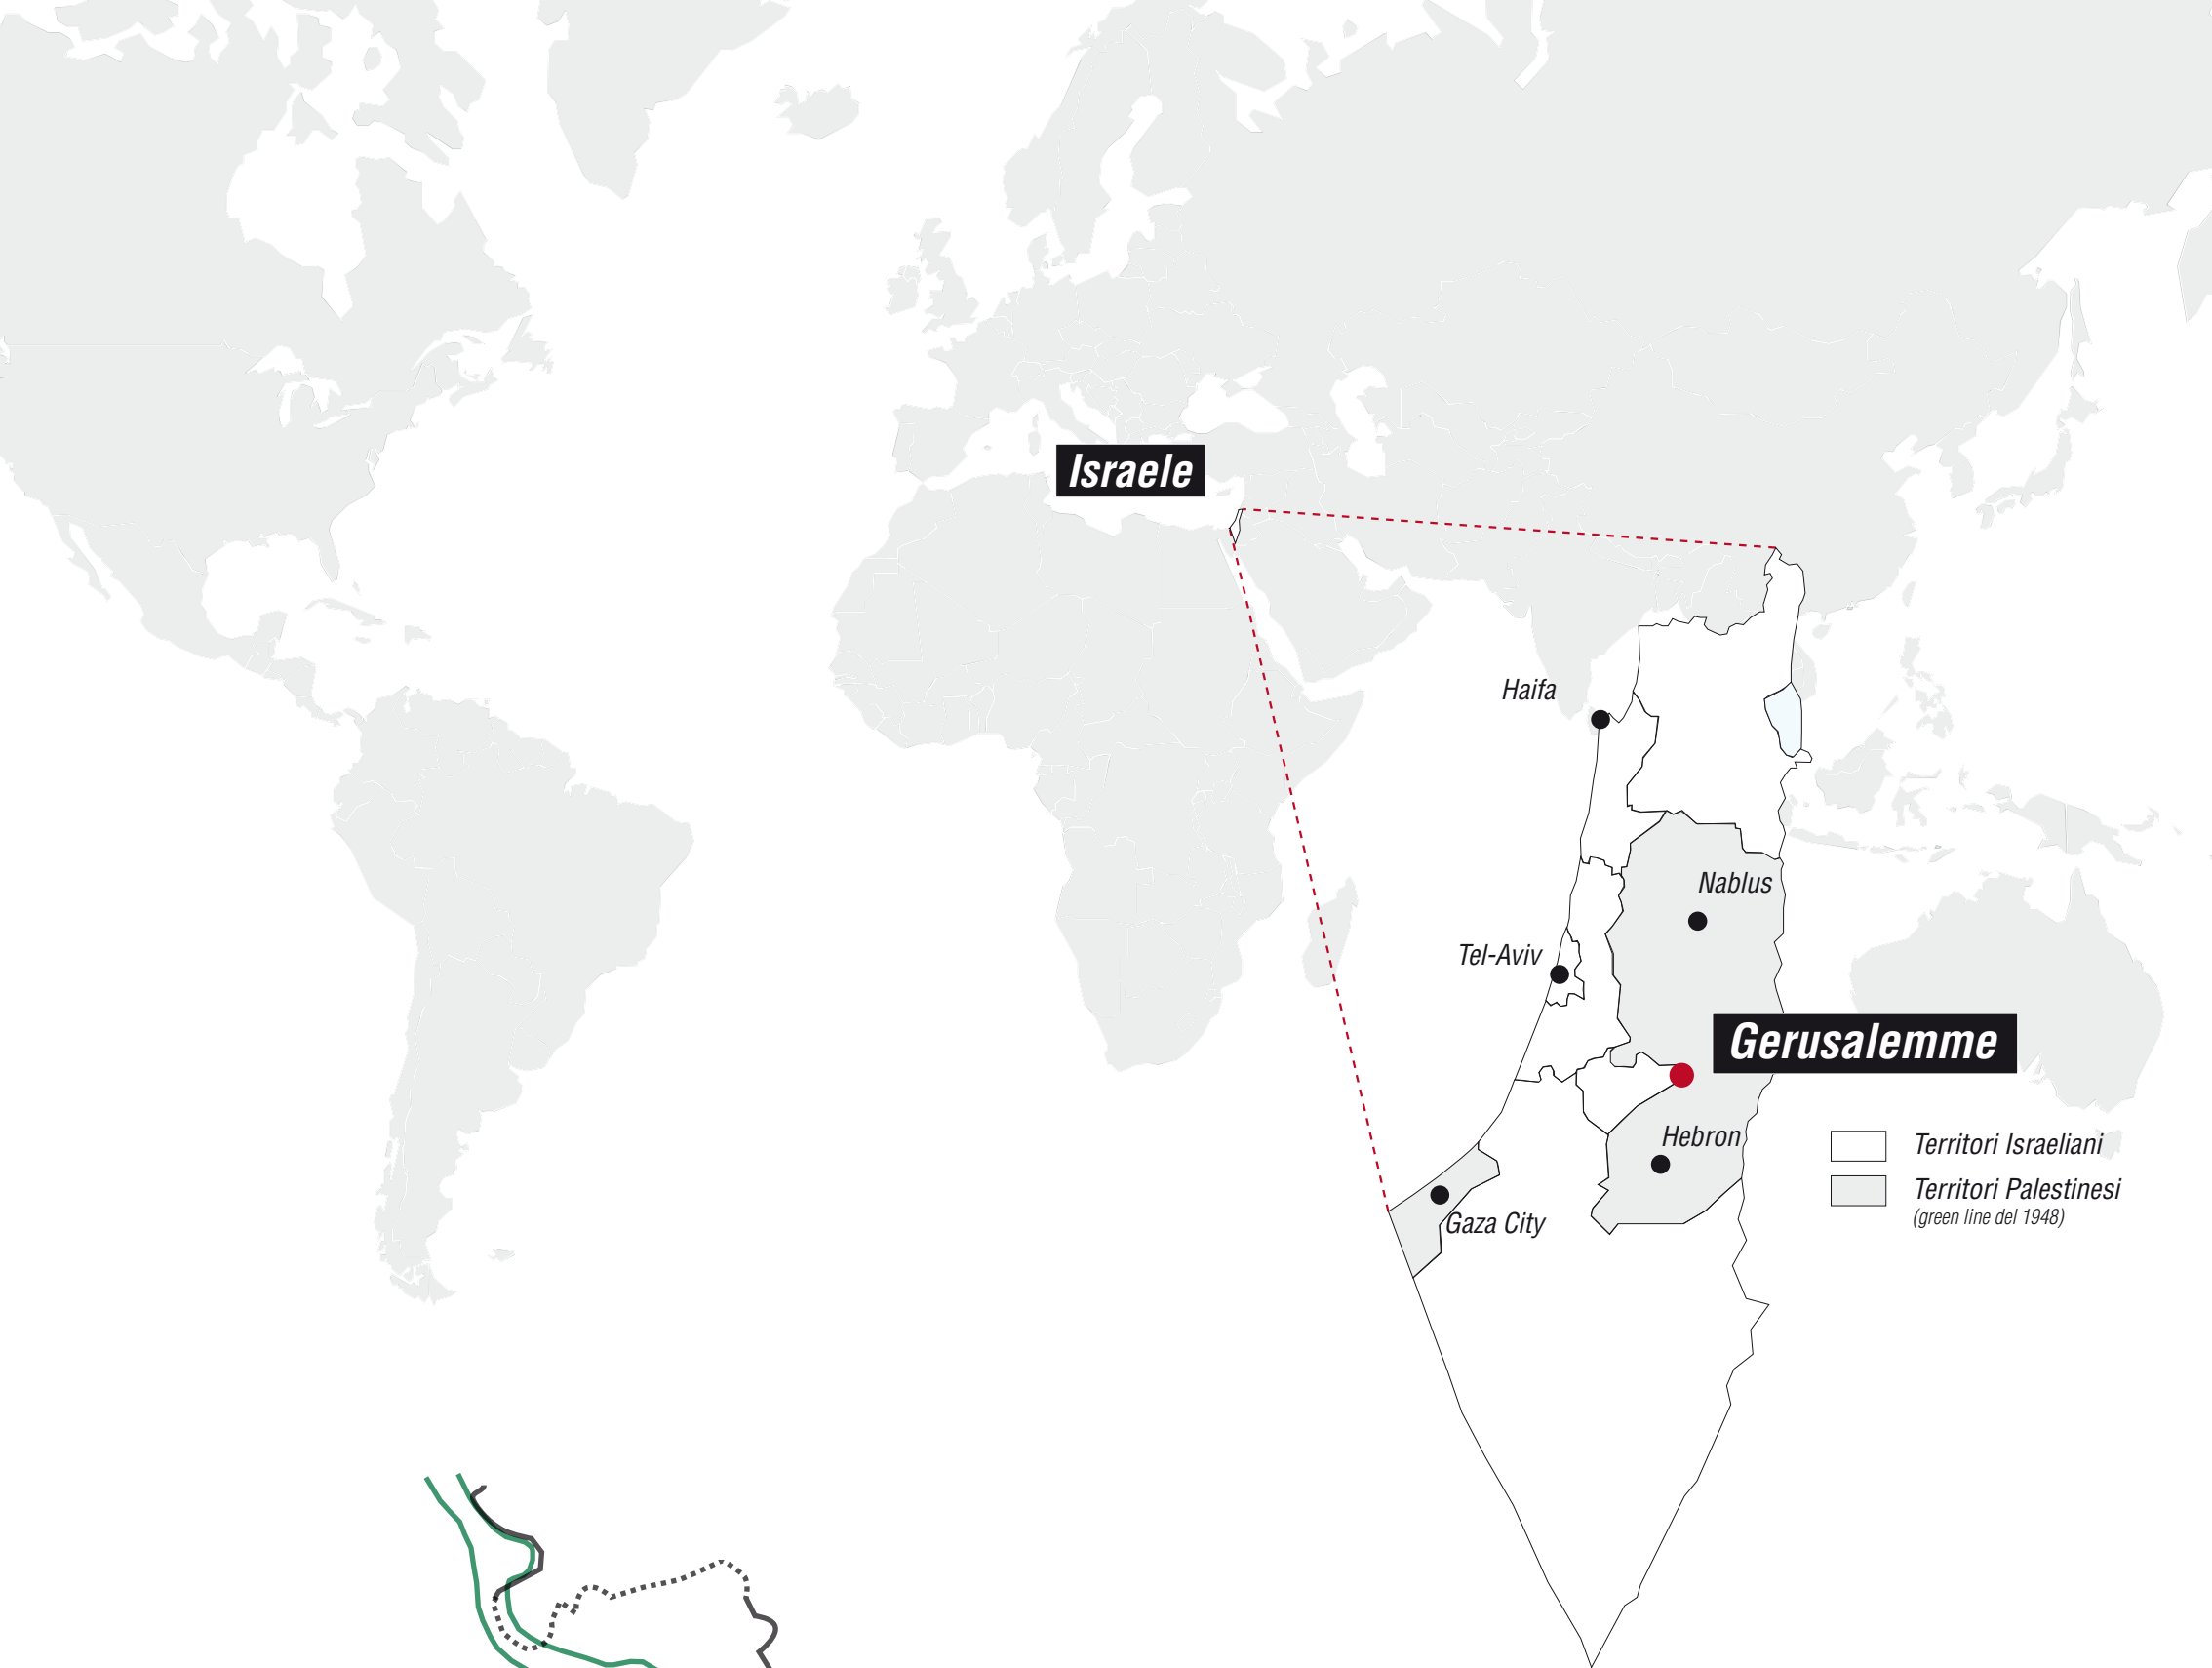 Israele
Haifa
Nablus
Tel-Aviv
Gerusalemme
Hebron
Territori Israeliani
Territori Palestinesi
(green line del 1948)
Gaza City